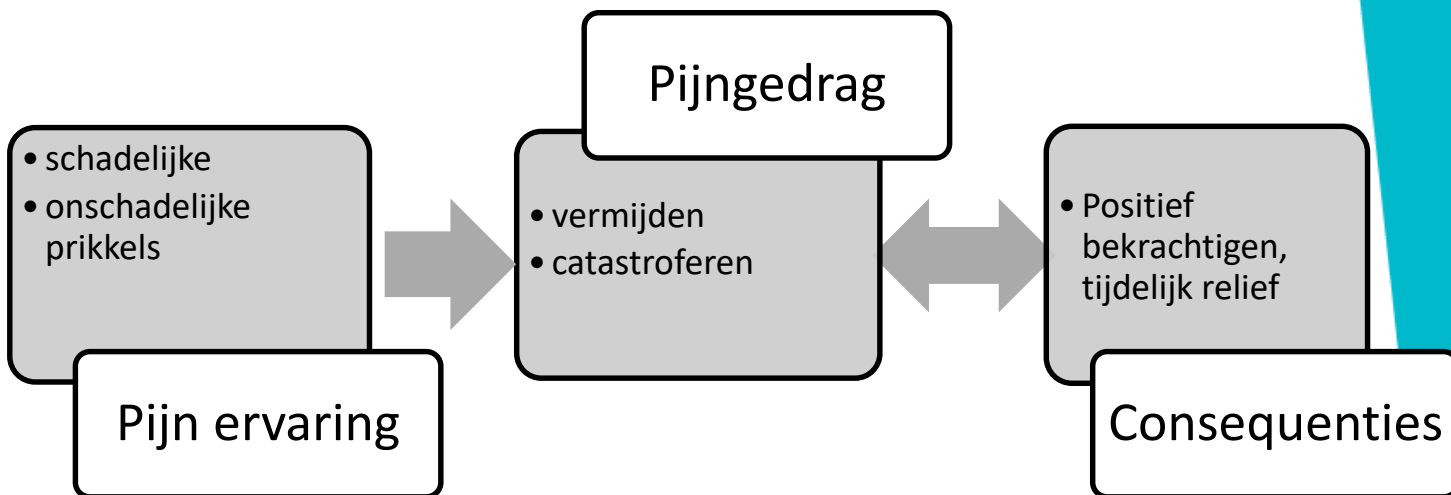 • schadelijke
• onschadelijke
prikkels
Pijn ervaring
Pijngedrag
• vermijden
• catastroferen
• Positief
bekrachtigen,
tijdelijk relief
Consequenties